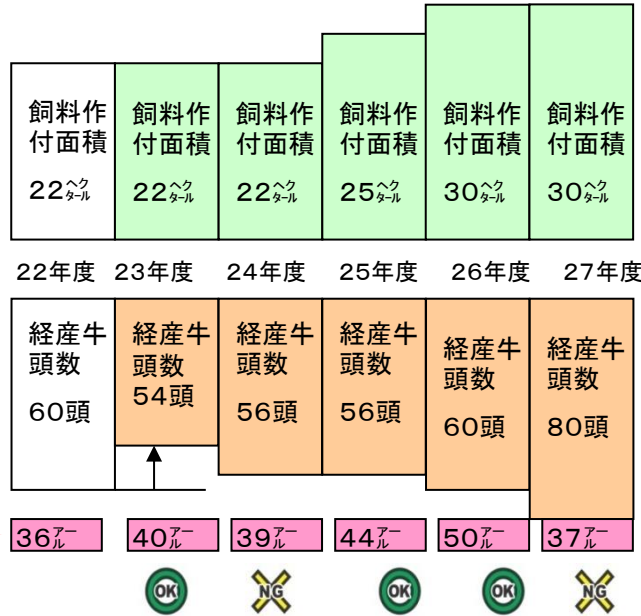 飼料作
付面積
22ヘクタール
飼料作
付面積
22ヘクタール
飼料作
付面積
22ヘクタール
飼料作
付面積
25ヘクタール
飼料作
付面積
30ヘクタール
飼料作
付面積
30ヘクタール
22年度 23年度 24年度 25年度 26年度 27年度
経産牛
頭数
60頭
経産牛
頭数
54頭
経産牛
頭数
56頭
経産牛
頭数
56頭
経産牛
頭数
60頭
経産牛
頭数
80頭
36アール 40アール 39アール 44アール 50アール 37アール
OK NG OK OK NG